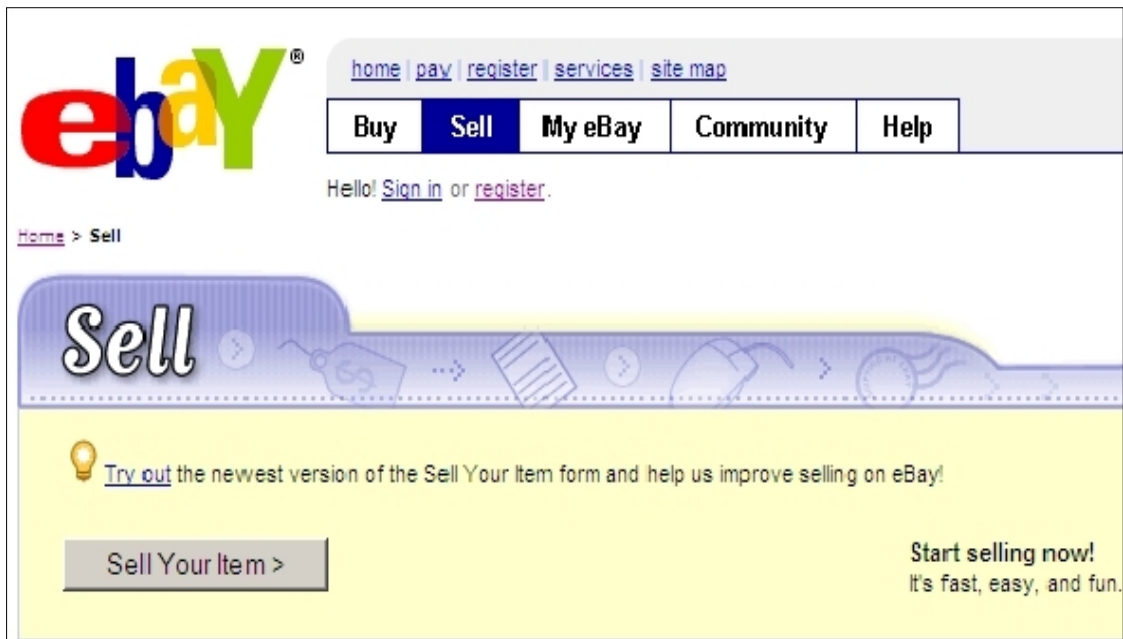 ebaY®
home | pay | register | services | site map
Buy Sell My eBay Community Help
Hello! Sign in or register.
Home > Sell
Sell
$
Try out the newest version of the Sell Your Item form and help us improve selling on eBay!
Sell Your Item >
Start selling now!
It's fast, easy, and fun.